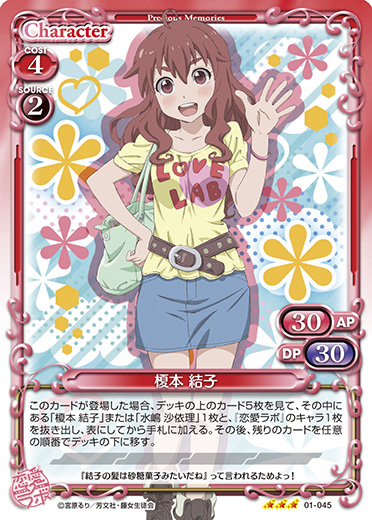 Precious Memories
Character
COST
4
SOURCE
2
LOVE
LAB
30 AP
DP 30
榎本 結子
このカードが登場した場合、デッキの上のカード5枚を見て、その中に
ある「榎本 結子」または「水嶋 沙依理」1枚と、『恋愛ラボ』のキャラ1枚
を抜き出し、表にしてから手札に加える。その後、残りのカードを任意
の順番でデッキの下に移す。
『結子の髪は砂糖菓子みたいだね』って言われるためよっ!
恋愛
ラボ
©宮原るり/芳文社・藤女生徒会
01-045